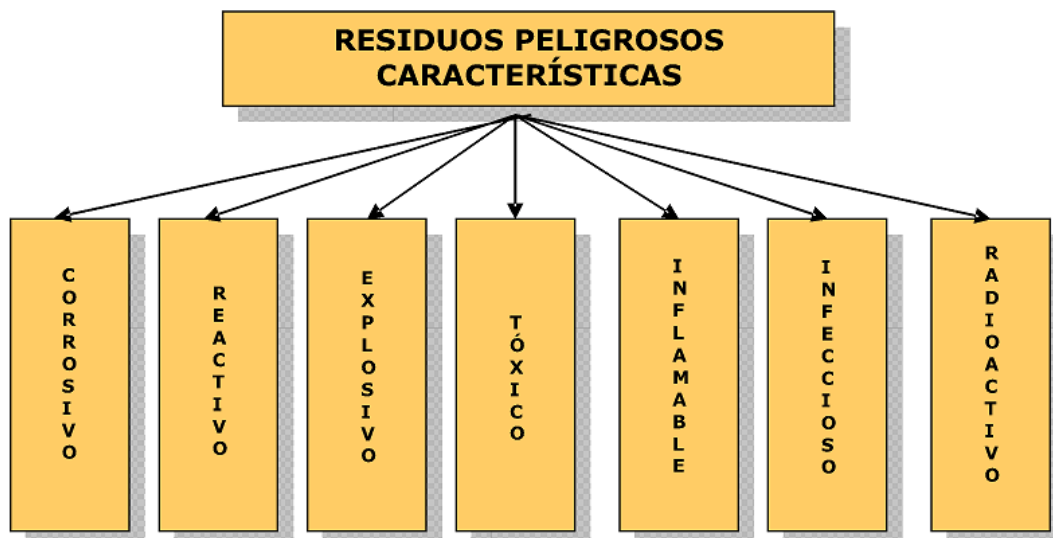 RESIDUOS PELIGROSOS
CARACTERÍSTICAS
CORROSIVO
REACTIVO
EXPLOSIVO
TÓXICO
INFLAMABLE
INFECCIOSO
RADIOACTIVO